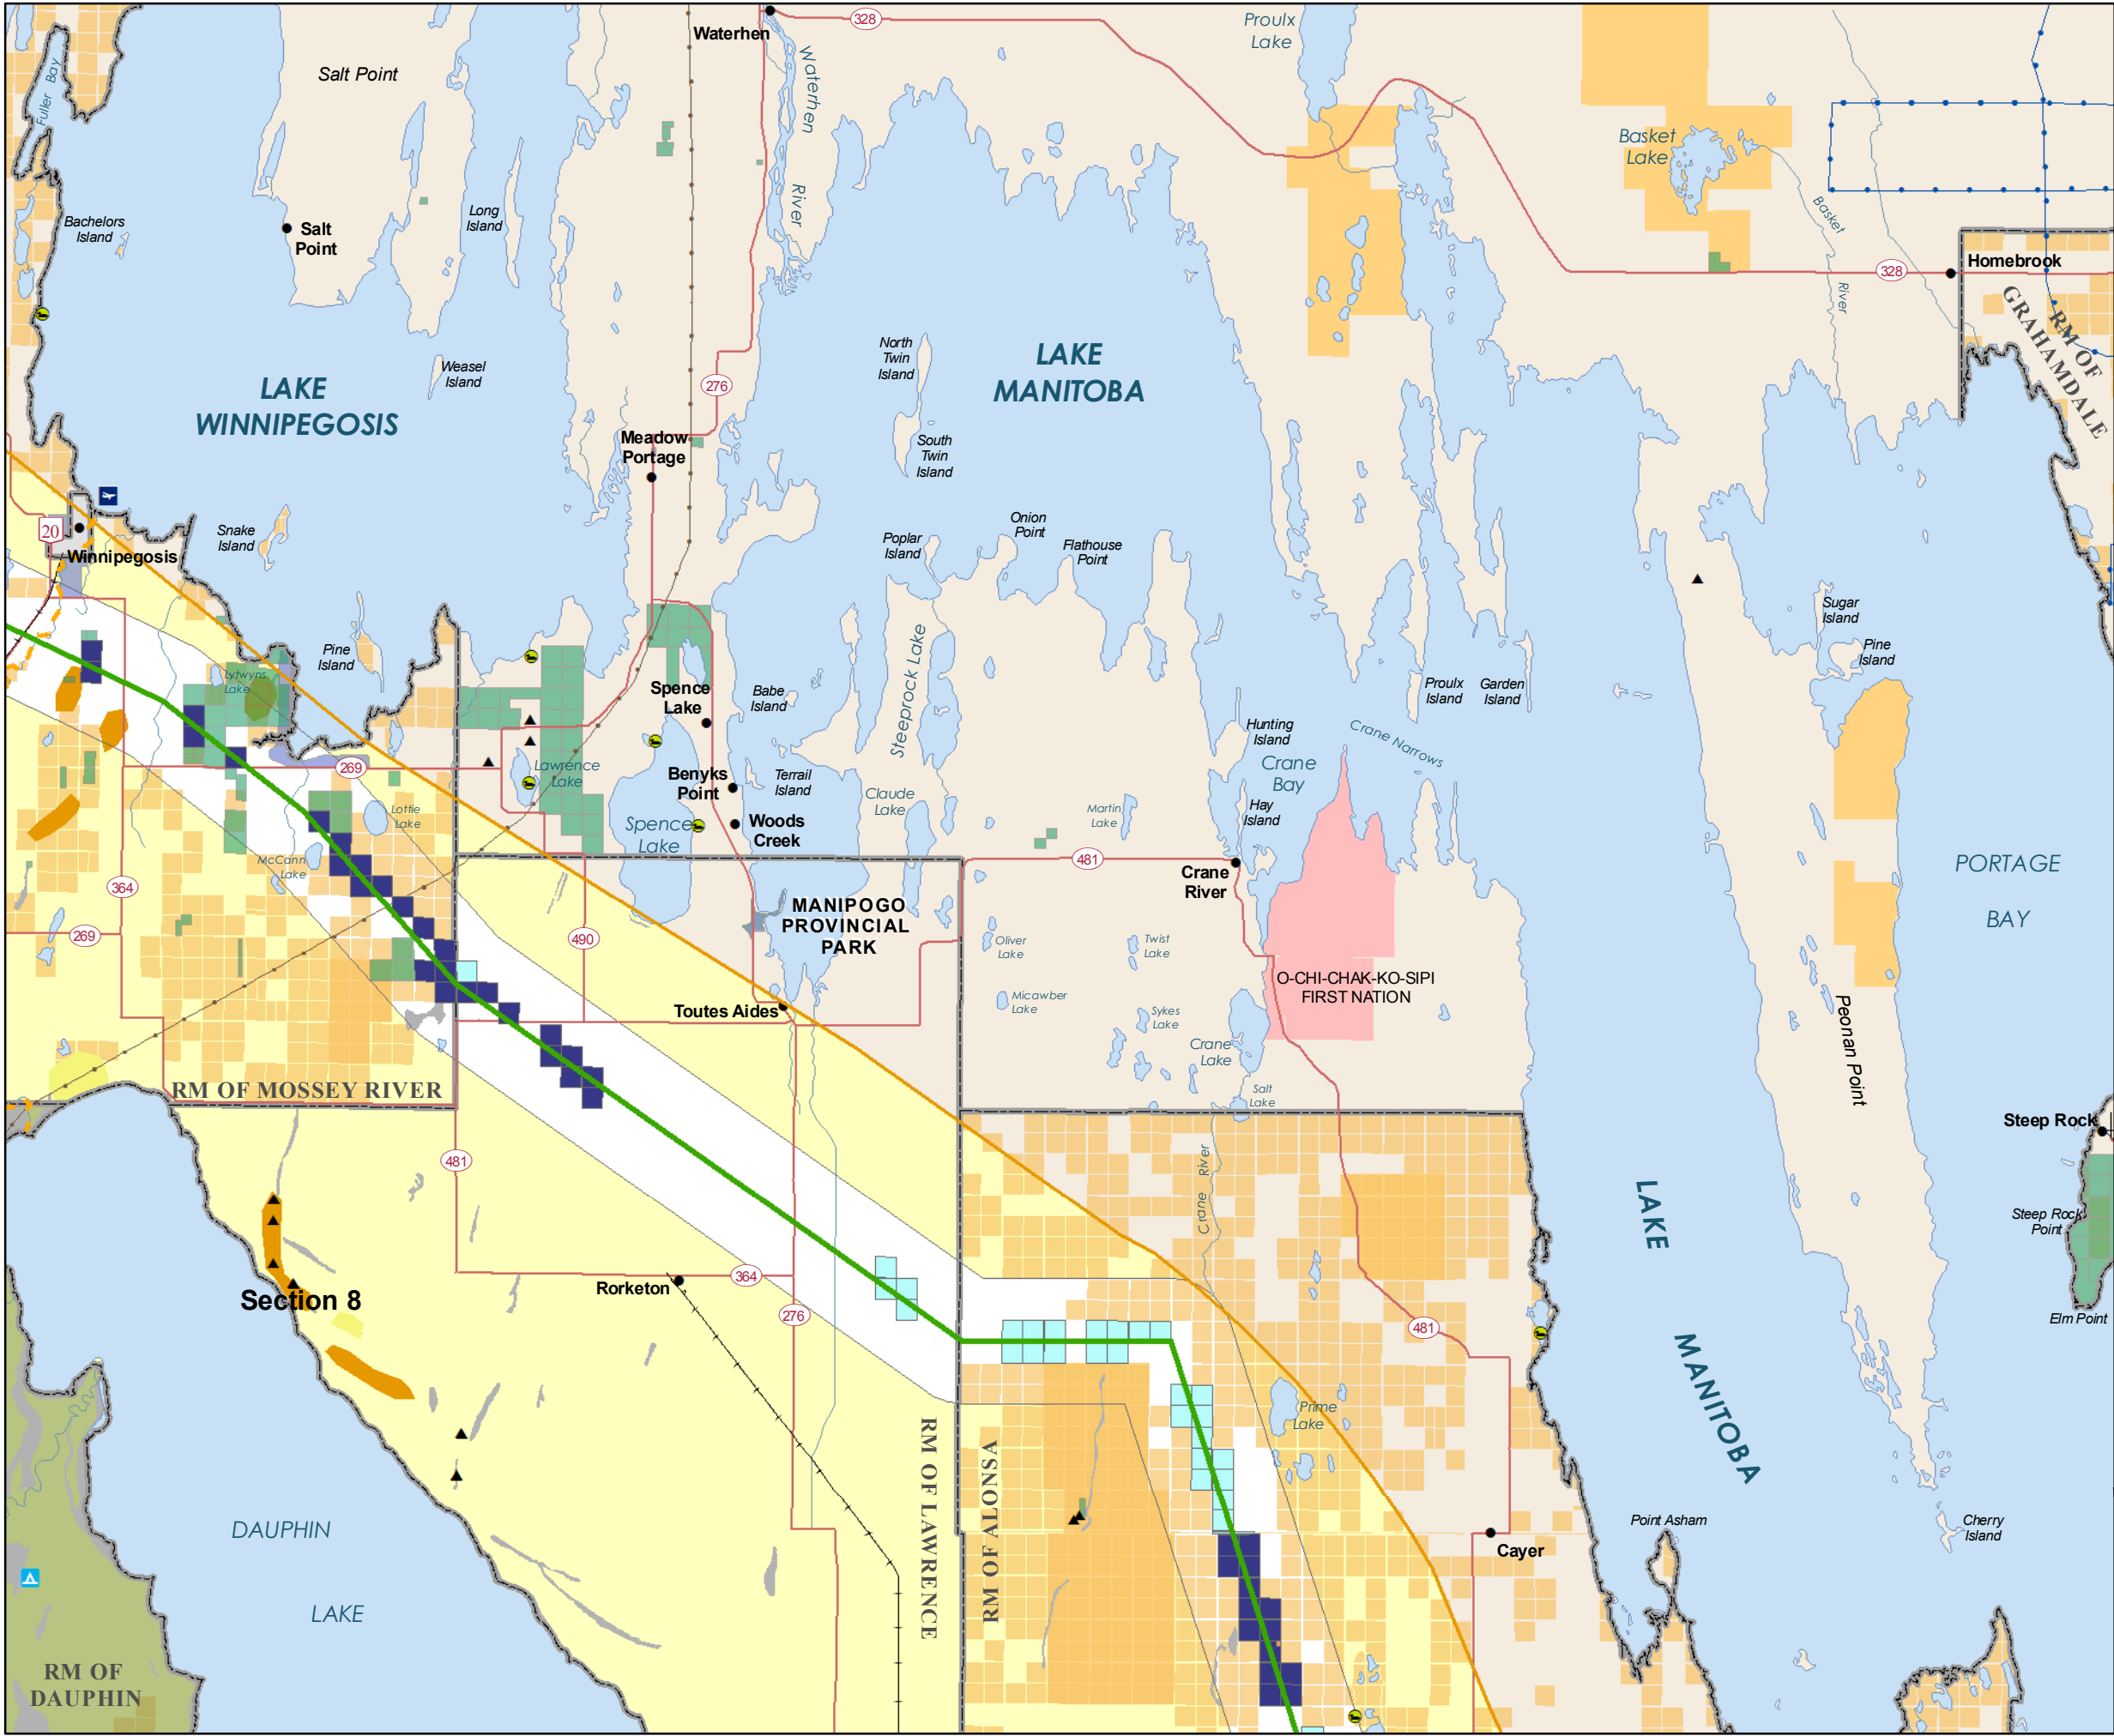 Waterhen
328
Proulx
Lake
Fuller Bay
Salt Point
Waterhen
River
Basket
Lake
Bachelors
Island
Salt
Point
Long
Island
Basket
River
328
Homebrook
RM OF
GRAHAMDALE
LAKE
WINNIPEGOSIS
Weasel
Island
276
North
Twin
Island
LAKE
MANITOBA
South
Twin
Island
Meadow
Portage
20
Winnipegosis
Snake
Island
Poplar
Island
Onion
Point
Flathouse
Point
Sugar
Island
Pine
Island
Pine
Island
Lytwyns
Lake
Spence
Lake
Babe
Island
Steeprock Lake
Hunting
Island
Proulx
Island
Garden
Island
Crane Narrows
269
Lawrence
Lake
Benyks
Point
Terrail
Island
Crane
Bay
Claude
Lake
Martin
Lake
Hay
Island
Lottie
Lake
Spence
Lake
Woods
Creek
McCann
Lake
364
481
Crane
River
PORTAGE
BAY
269
490
MANIPOGO
PROVINCIAL
PARK
Oliver
Lake
Twist
Lake
O-CHI-CHAK-KO-SIPI
FIRST NATION
Micawber
Lake
Toutes Aides
Sykes
Lake
Crane
Lake
Salt
Lake
Peonan Point
RM OF MOSSEY RIVER
Steep Rock
481
Crane River
LAKE
MANITOBA
Steep Rock
Point
Section 8
Rorketon
364
276
481
Elm Point
Prime
Lake
RM OF LAWRENCE
RM OF ALONSA
DAUPHIN
LAKE
Point Asham
Cherry
Island
Cayer
RM OF
DAUPHIN